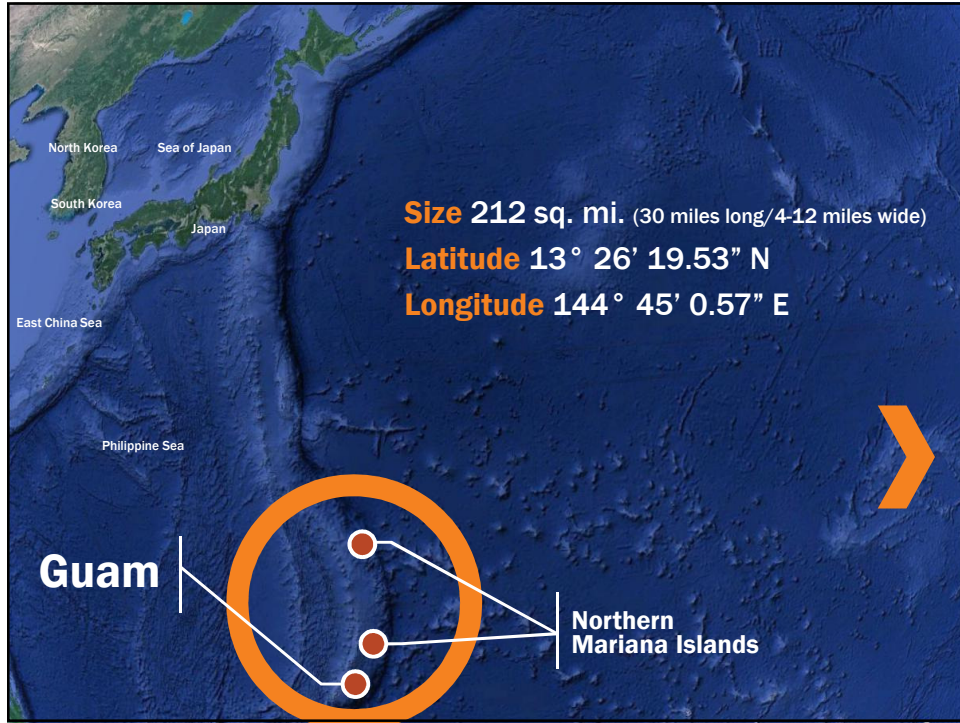 North Korea
Sea of Japan
South Korea
Japan
Size 212 sq. mi. (30 miles long/4-12 miles wide)
Latitude 13° 26’ 19.53” N
Longitude 144° 45’ 0.57” E
East China Sea
Philippine Sea
Guam
Northern
Mariana Islands